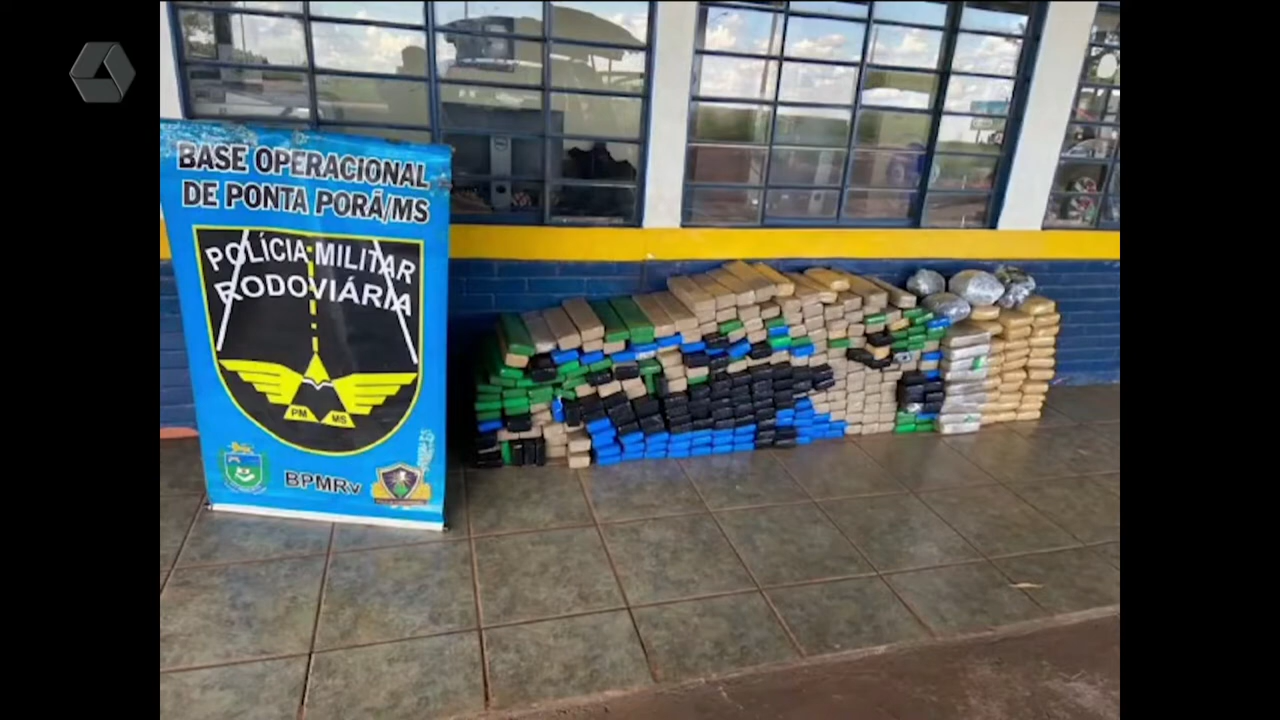 BASE OPERACIONAL
DE PONTA PORÃ/MS
POLÍCIA MILITAR
RODOVIÁRIA
PM MS
BPMRv